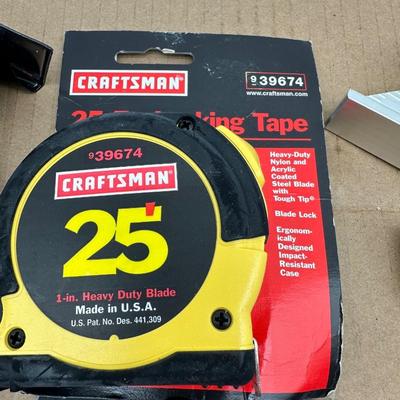 CRAFTSMAN®
9 39674
www.craftsman.com
25 Tape
Heavy-Duty
Nylon and
Acrylic
Coated
Steel Blade
with
Tough Tip®
Blade Lock
Ergonom-
ically
Designed
Impact-
Resistant
Case
9 39674
CRAFTSMAN®
25'
1-in. Heavy Duty Blade
Made in U.S.A.
U.S. Pat. No. Des. 441,309